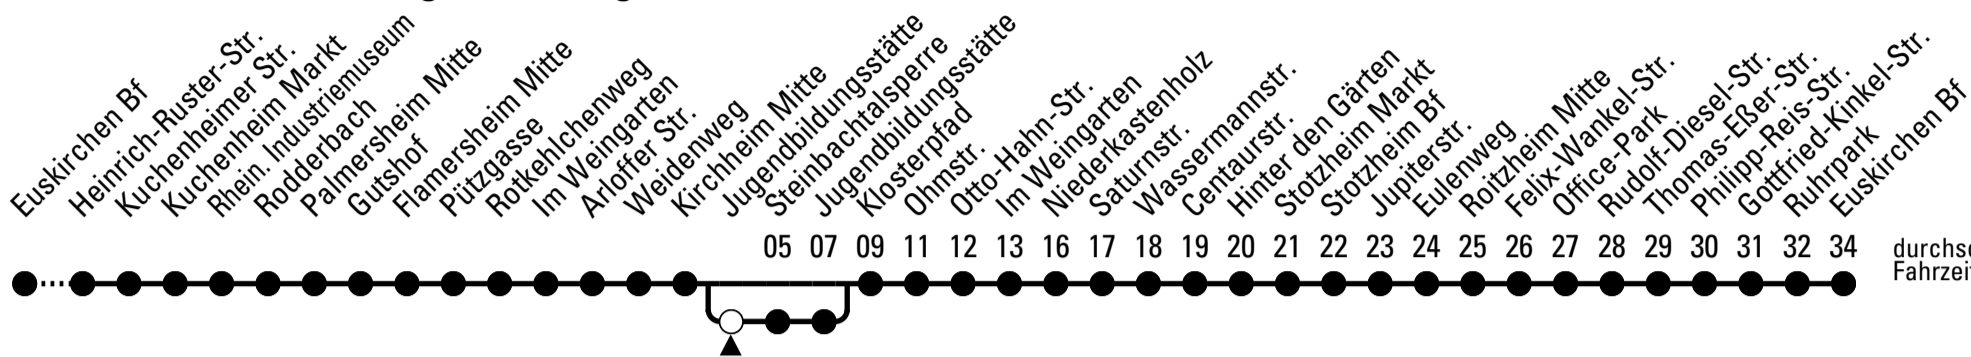 Euskirchen Bf
Heinrich-Ruster-Str.
Kuchenheimer Str.
Kuchenheim Markt
Rhein. Industriemuseum
Rodderbach
Palmersheim Mitte
Gutshof
Flamersheim Mitte
Pützgasse
Rotkehlchenweg
Im Weingarten
Arloffer Str.
Weidenweg
Kirchheim Mitte
Jugendbildungsstätte
Steinbachtalsperre
Jugendbildungsstätte
Klosterpfad
Ohmstr.
Otto-Hahn-Str.
Im Weingarten
Niederkastenholz
Saturnstr.
Wassermannstr.
Centaurstr.
Hinter den Gärten
Stotzheim Markt
Stotzheim Bf
Jupiterstr.
Eulenweg
Roitzheim Mitte
Felix-Wankel-Str.
Office-Park
Rudolf-Diesel-Str.
Thomas-Eßer-Str.
Philipp-Reis-Str.
Gottfried-Kinkel-Str.
Ruhrpark
Euskirchen Bf
05 07 09 11 12 13 16 17 18 19 20 21 22 23 24 25 26 27 28 29 30 31 32 34